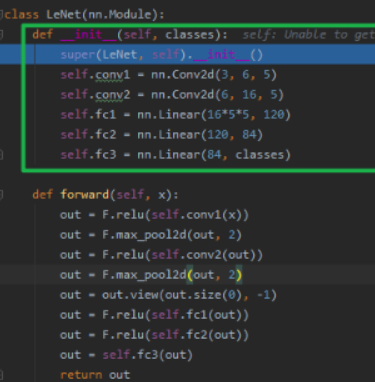 class LeNet(nn.Module):
def __init__(self, classes): self: Unable to get
super(LeNet, self).__init__()
self.conv1 = nn.Conv2d(3, 6, 5)
self.conv2 = nn.Conv2d(6, 16, 5)
self.fc1 = nn.Linear(16*5*5, 120)
self.fc2 = nn.Linear(120, 84)
self.fc3 = nn.Linear(84, classes)
def forward(self, x):
out = F.relu(self.conv1(x))
out = F.max_pool2d(out, 2)
out = F.relu(self.conv2(out))
out = F.max_pool2d(out, 2)
out = out.view(out.size(0), -1)
out = F.relu(self.fc1(out))
out = F.relu(self.fc2(out))
out = self.fc3(out)
return out